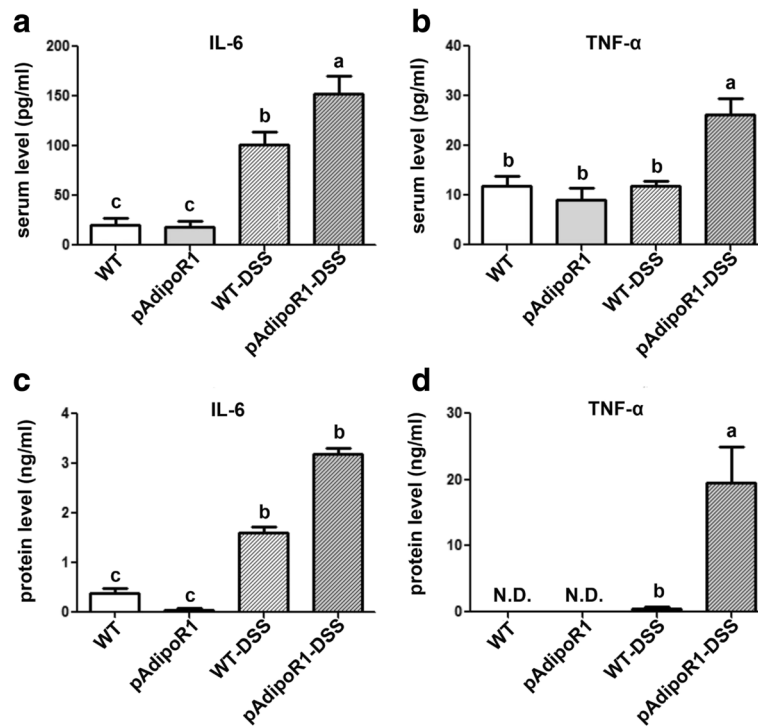 a
IL-6
serum level (pg/ml)
200
150
100
50
0
c
c
b
a
WT
pAdipoR1
WT-DSS
pAdipoR1-DSS
b
TNF-α
serum level (pg/ml)
40
30
20
10
0
b
b
b
a
WT
pAdipoR1
WT-DSS
pAdipoR1-DSS
c
IL-6
protein level (ng/ml)
4
3
2
1
0
c
c
b
b
WT
pAdipoR1
WT-DSS
pAdipoR1-DSS
d
TNF-α
protein level (ng/ml)
30
20
10
0
N.D.
N.D.
b
a
WT
pAdipoR1
WT-DSS
pAdipoR1-DSS